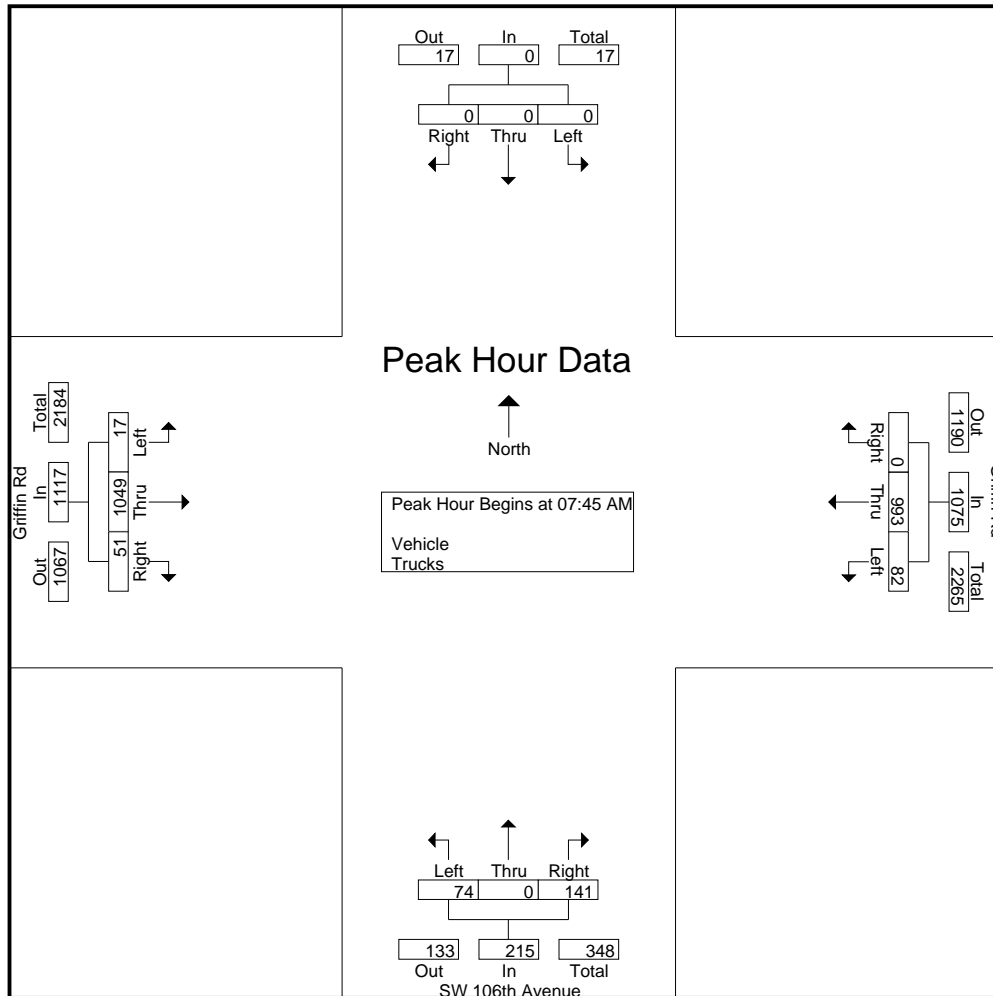 Out In Total
17 0 17
0 0 0
Right Thru Left
Peak Hour Data
North
Peak Hour Begins at 07:45 AM
Vehicle
Trucks
Griffin Rd
Out In Total
1067 1117 2184
51 1049 17
Right Thru Left
Out In Total
1190 1075 2265
0 993 82
Right Thru Left
Left Thru Right
74 0 141
133 215 348
Out In Total
SW 106th Avenue